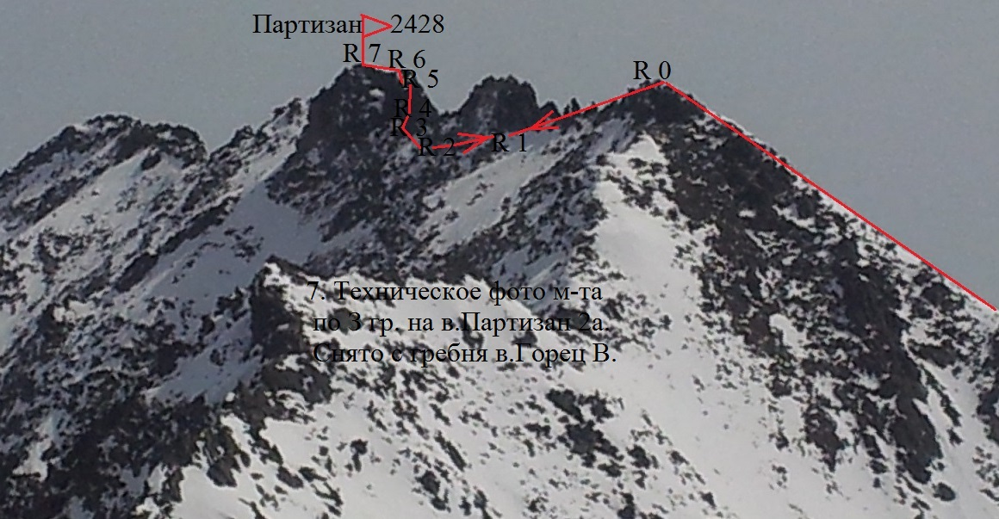 Партизан 2428
R 7
R 6
R 5
R 4
R 3
R 2
R 1
R 0
7. Техническое фото м-та
по 3 гр. на в.Партизан 2а.
Снято с гребня в.Горец В.